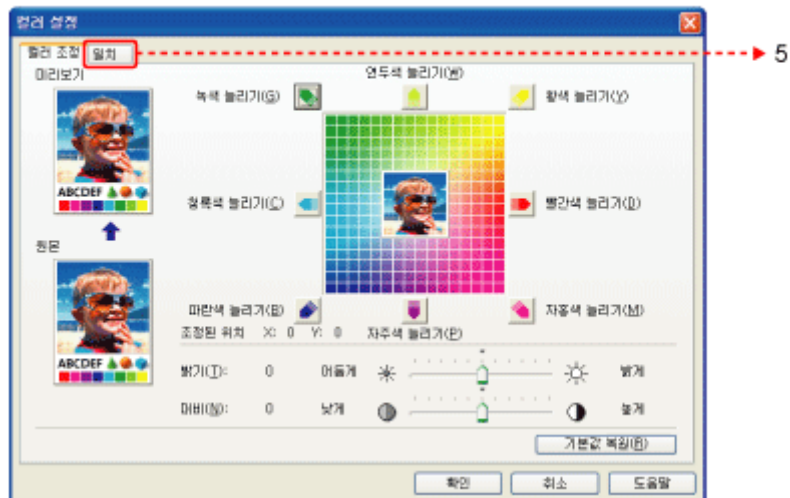 컬러 설정
컬러 조정 일치
5
미리보기
연두색 늘리기(W)
녹색 늘리기(G)
황색 늘리기(Y)
ABCDEF
청록색 늘리기(C)
빨간색 늘리기(D)
원본
파란색 늘리기(B)
자홍색 늘리기(M)
조정된 위치 X: 0 Y: 0 자주색 늘리기(P)
ABCDEF
밝기(T): 0 어둡게 밝게
대비(N): 0 낮게 높게
기본값 복원(R)
확인 취소 도움말